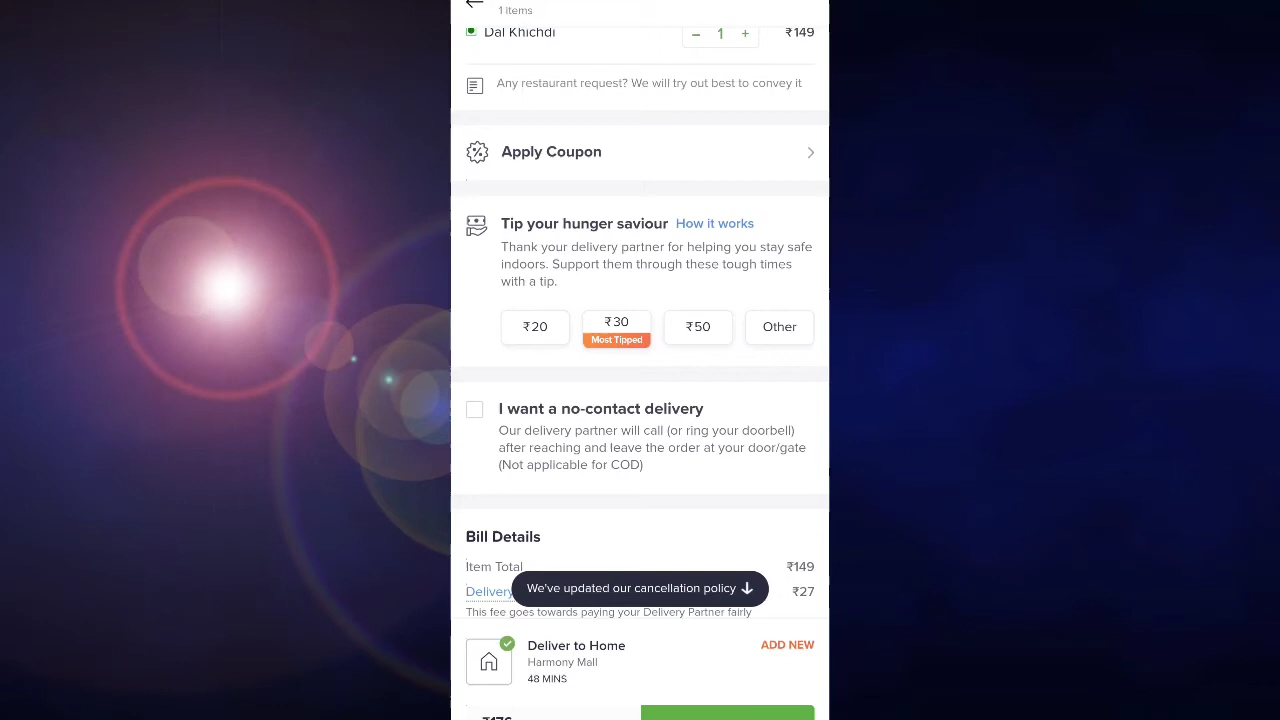 1 items
Dal Khichdi – 1 + ₹149
Any restaurant request? We will try out best to convey it
Apply Coupon
Tip your hunger saviour How it works
Thank your delivery partner for helping you stay safe
indoors. Support them through these tough times
with a tip.
₹20 ₹30 ₹50 Other
Most Tipped
I want a no-contact delivery
Our delivery partner will call (or ring your doorbell)
after reaching and leave the order at your door/gate
(Not applicable for COD)
Bill Details
Item Total ₹149
We've updated our cancellation policy
Delivery ₹27
This fee goes towards paying your Delivery Partner fairly
Deliver to Home ADD NEW
Harmony Mall
48 MINS
₹176